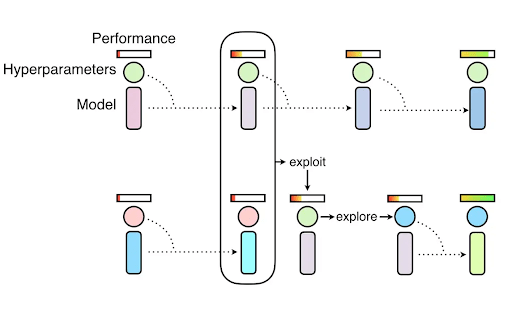 Performance
Hyperparameters
Model
exploit
explore